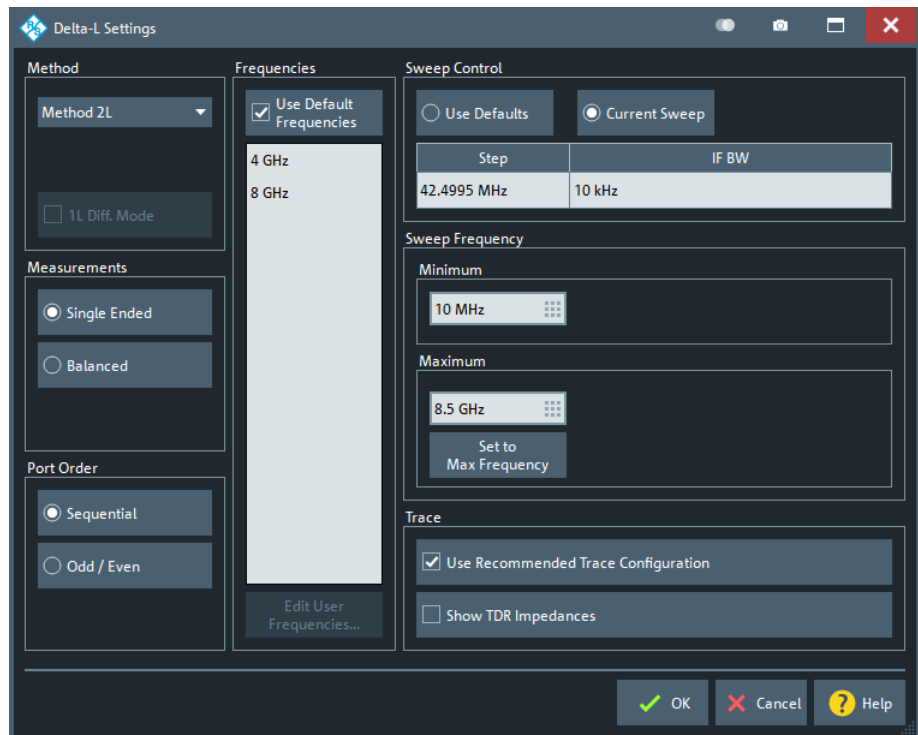 Delta-L Settings
Method
Method 2L
1L Diff. Mode
Measurements
Single Ended
Balanced
Port Order
Sequential
Odd / Even
Frequencies
Use Default
Frequencies
4 GHz
8 GHz
Edit User
Frequencies...
Sweep Control
Use Defaults
Current Sweep
Step IF BW
42.4995 MHz 10 kHz
Sweep Frequency
Minimum
10 MHz
Maximum
8.5 GHz
Set to
Max Frequency
Trace
Use Recommended Trace Configuration
Show TDR Impedances
OK
Cancel
? Help